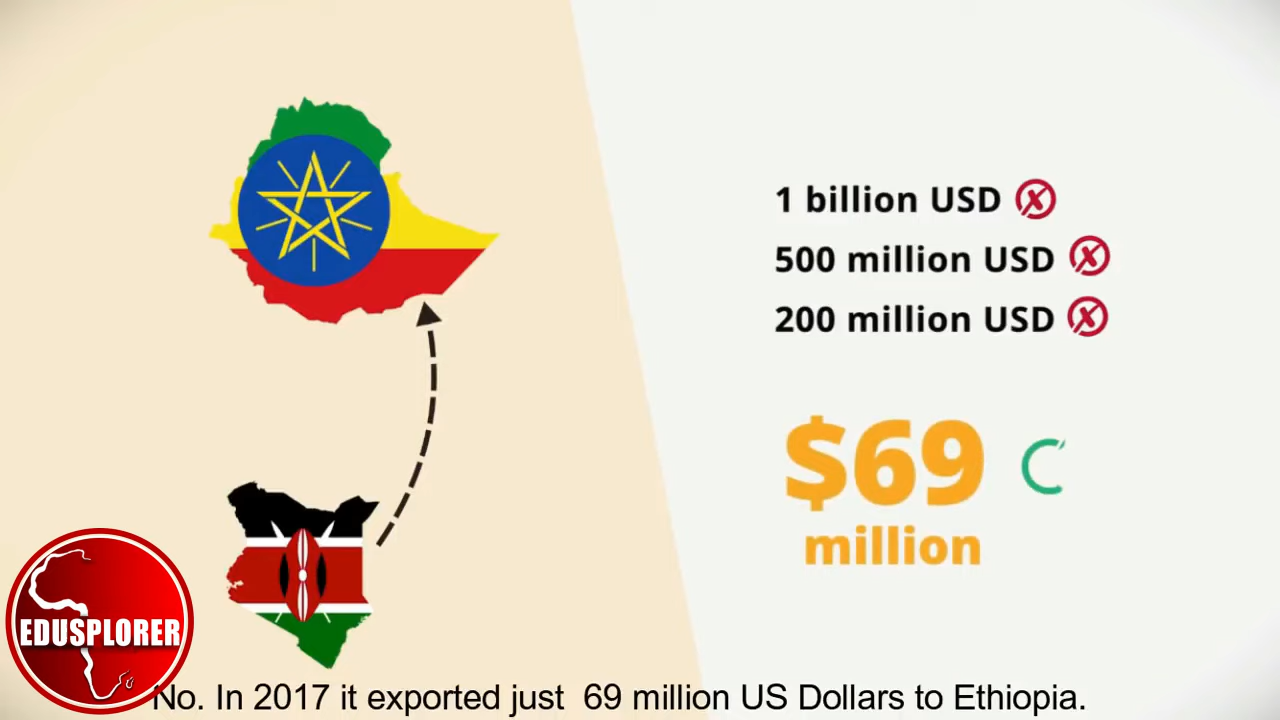 1 billion USD
500 million USD
200 million USD
$69
million
EDUSPLORER
No. In 2017 it exported just  69 million US Dollars to Ethiopia.